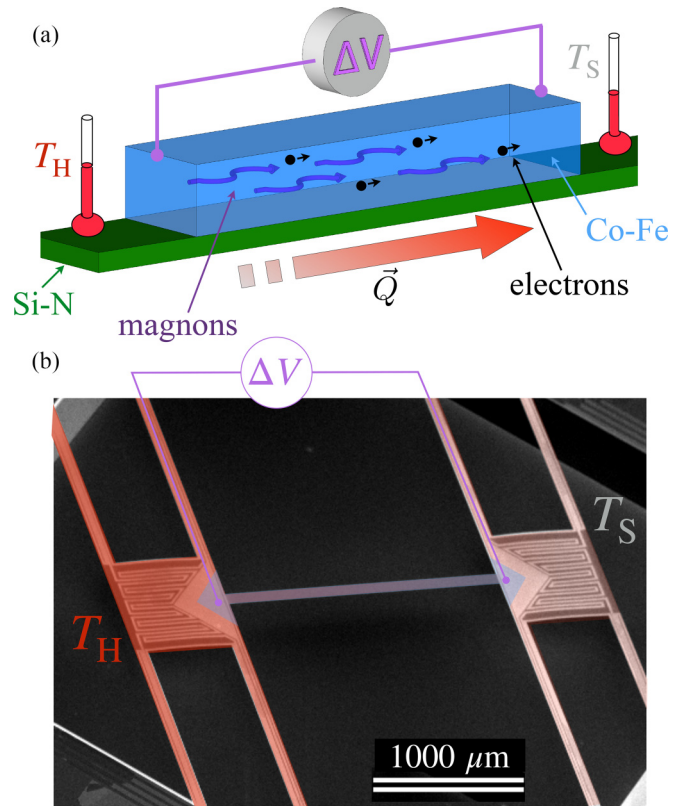 (a)
ΔV
T_S
T_H
Co-Fe
electrons
Q⃗
Si-N
magnons
(b)
ΔV
T_S
T_H
1000 μm